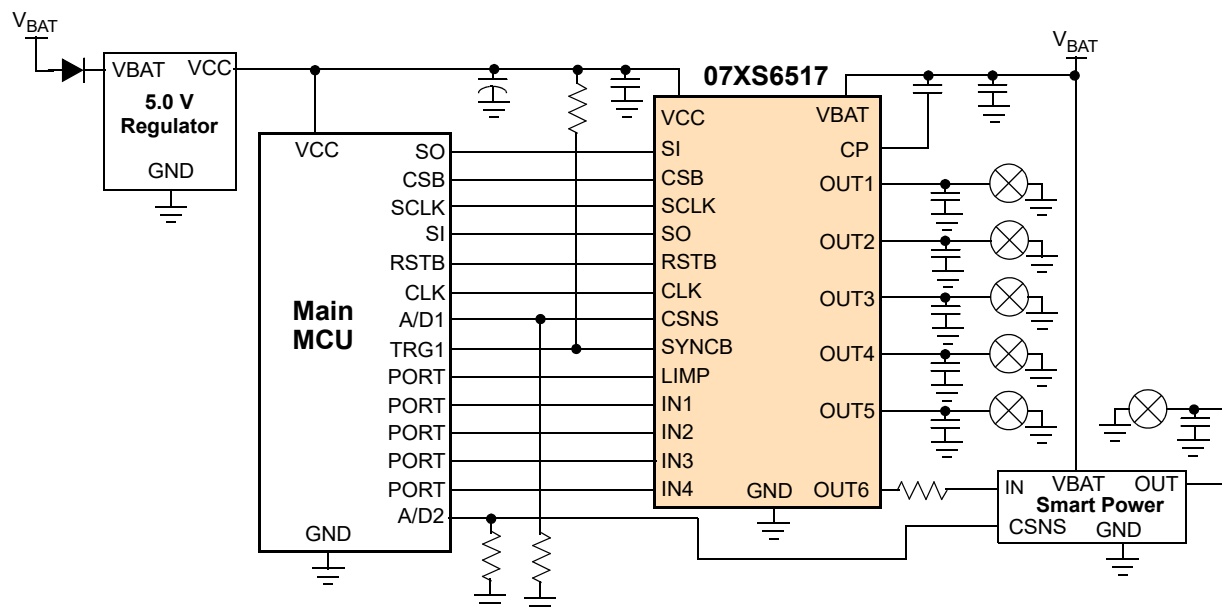 VBAT
VBAT VCC
5.0 V
Regulator
GND
VBAT
07XS6517
VCC
SO
CSB
SCLK
SI
RSTB
CLK
A/D1
TRG1
PORT
PORT
PORT
PORT
PORT
A/D2
Main
MCU
GND
VCC
SI
CSB
SCLK
SO
RSTB
CLK
CSNS
SYNCB
LIMP
IN1
IN2
IN3
IN4
VBAT
CP
OUT1
OUT2
OUT3
OUT4
OUT5
GND OUT6
IN VBAT OUT
Smart Power
CSNS GND